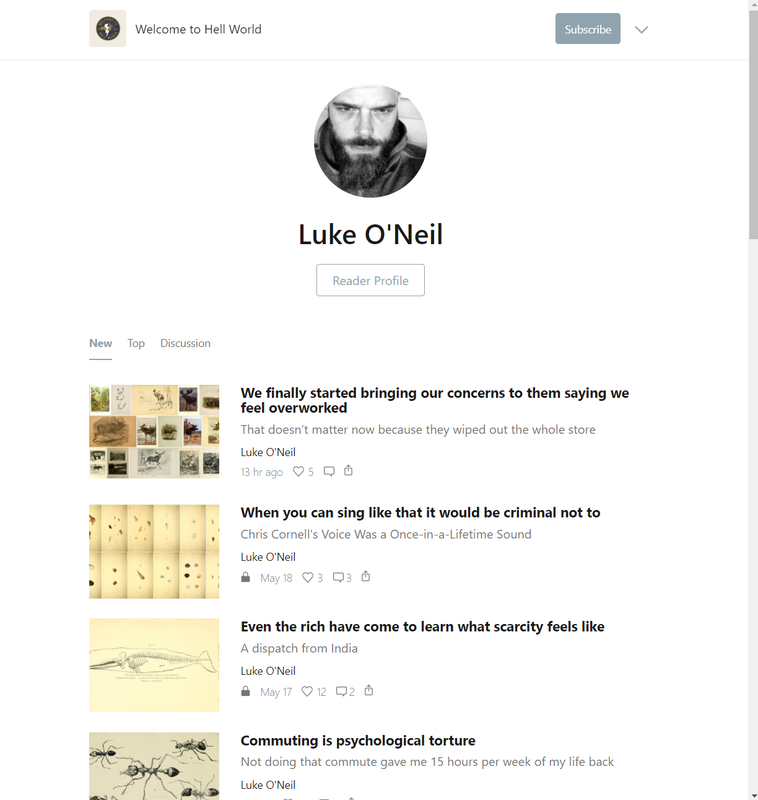 Welcome to Hell World
Subscribe
Luke O'Neil
Reader Profile
New Top Discussion
We finally started bringing our concerns to them saying we
feel overworked
That doesn't matter now because they wiped out the whole store
Luke O'Neil
13 hr ago 5
When you can sing like that it would be criminal not to
Chris Cornell's Voice Was a Once-in-a-Lifetime Sound
Luke O'Neil
May 18 3 3
Even the rich have come to learn what scarcity feels like
A dispatch from India
Luke O'Neil
May 17 12 2
Commuting is psychological torture
Not doing that commute gave me 15 hours per week of my life back
Luke O'Neil